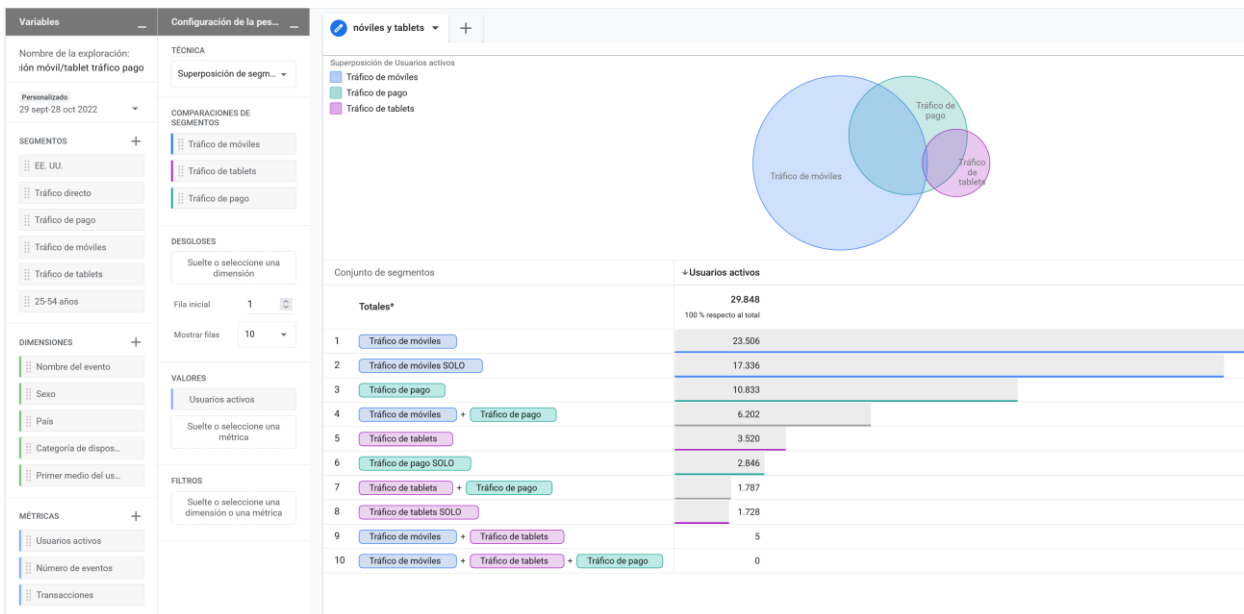 Variables
Nombre de la exploración:
ión móvil/tablet tráfico pago
Personalizado
29 sept-28 oct 2022
SEGMENTOS
EE. UU.
Tráfico directo
Tráfico de pago
Tráfico de móviles
Tráfico de tablets
25-54 años
DIMENSIONES
Nombre del evento
Sexo
País
Categoría de dispos...
Primer medio del us...
MÉTRICAS
Usuarios activos
Número de eventos
Transacciones
Configuración de la pes...
TÉCNICA
Superposición de segm...
COMPARACIONES DE
SEGMENTOS
Tráfico de móviles
Tráfico de tablets
Tráfico de pago
DESGLOSES
Suelte o seleccione una
dimensión
Fila inicial 1
Mostrar filas 10
VALORES
Usuarios activos
Suelte o seleccione una
métrica
FILTROS
Suelte o seleccione una
dimensión o una métrica
nóviles y tablets
Superposición de Usuarios activos
Tráfico de móviles
Tráfico de pago
Tráfico de tablets
Tráfico de móviles
Tráfico de
pago
Tráfico
de
tablets
Conjunto de segmentos ↓Usuarios activos
Totales* 29.848
100 % respecto al total
1 Tráfico de móviles 23.506
2 Tráfico de móviles SOLO 17.336
3 Tráfico de pago 10.833
4 Tráfico de móviles + Tráfico de pago 6.202
5 Tráfico de tablets 3.520
6 Tráfico de pago SOLO 2.846
7 Tráfico de tablets + Tráfico de pago 1.787
8 Tráfico de tablets SOLO 1.728
9 Tráfico de móviles + Tráfico de tablets 5
10 Tráfico de móviles + Tráfico de tablets + Tráfico de pago 0